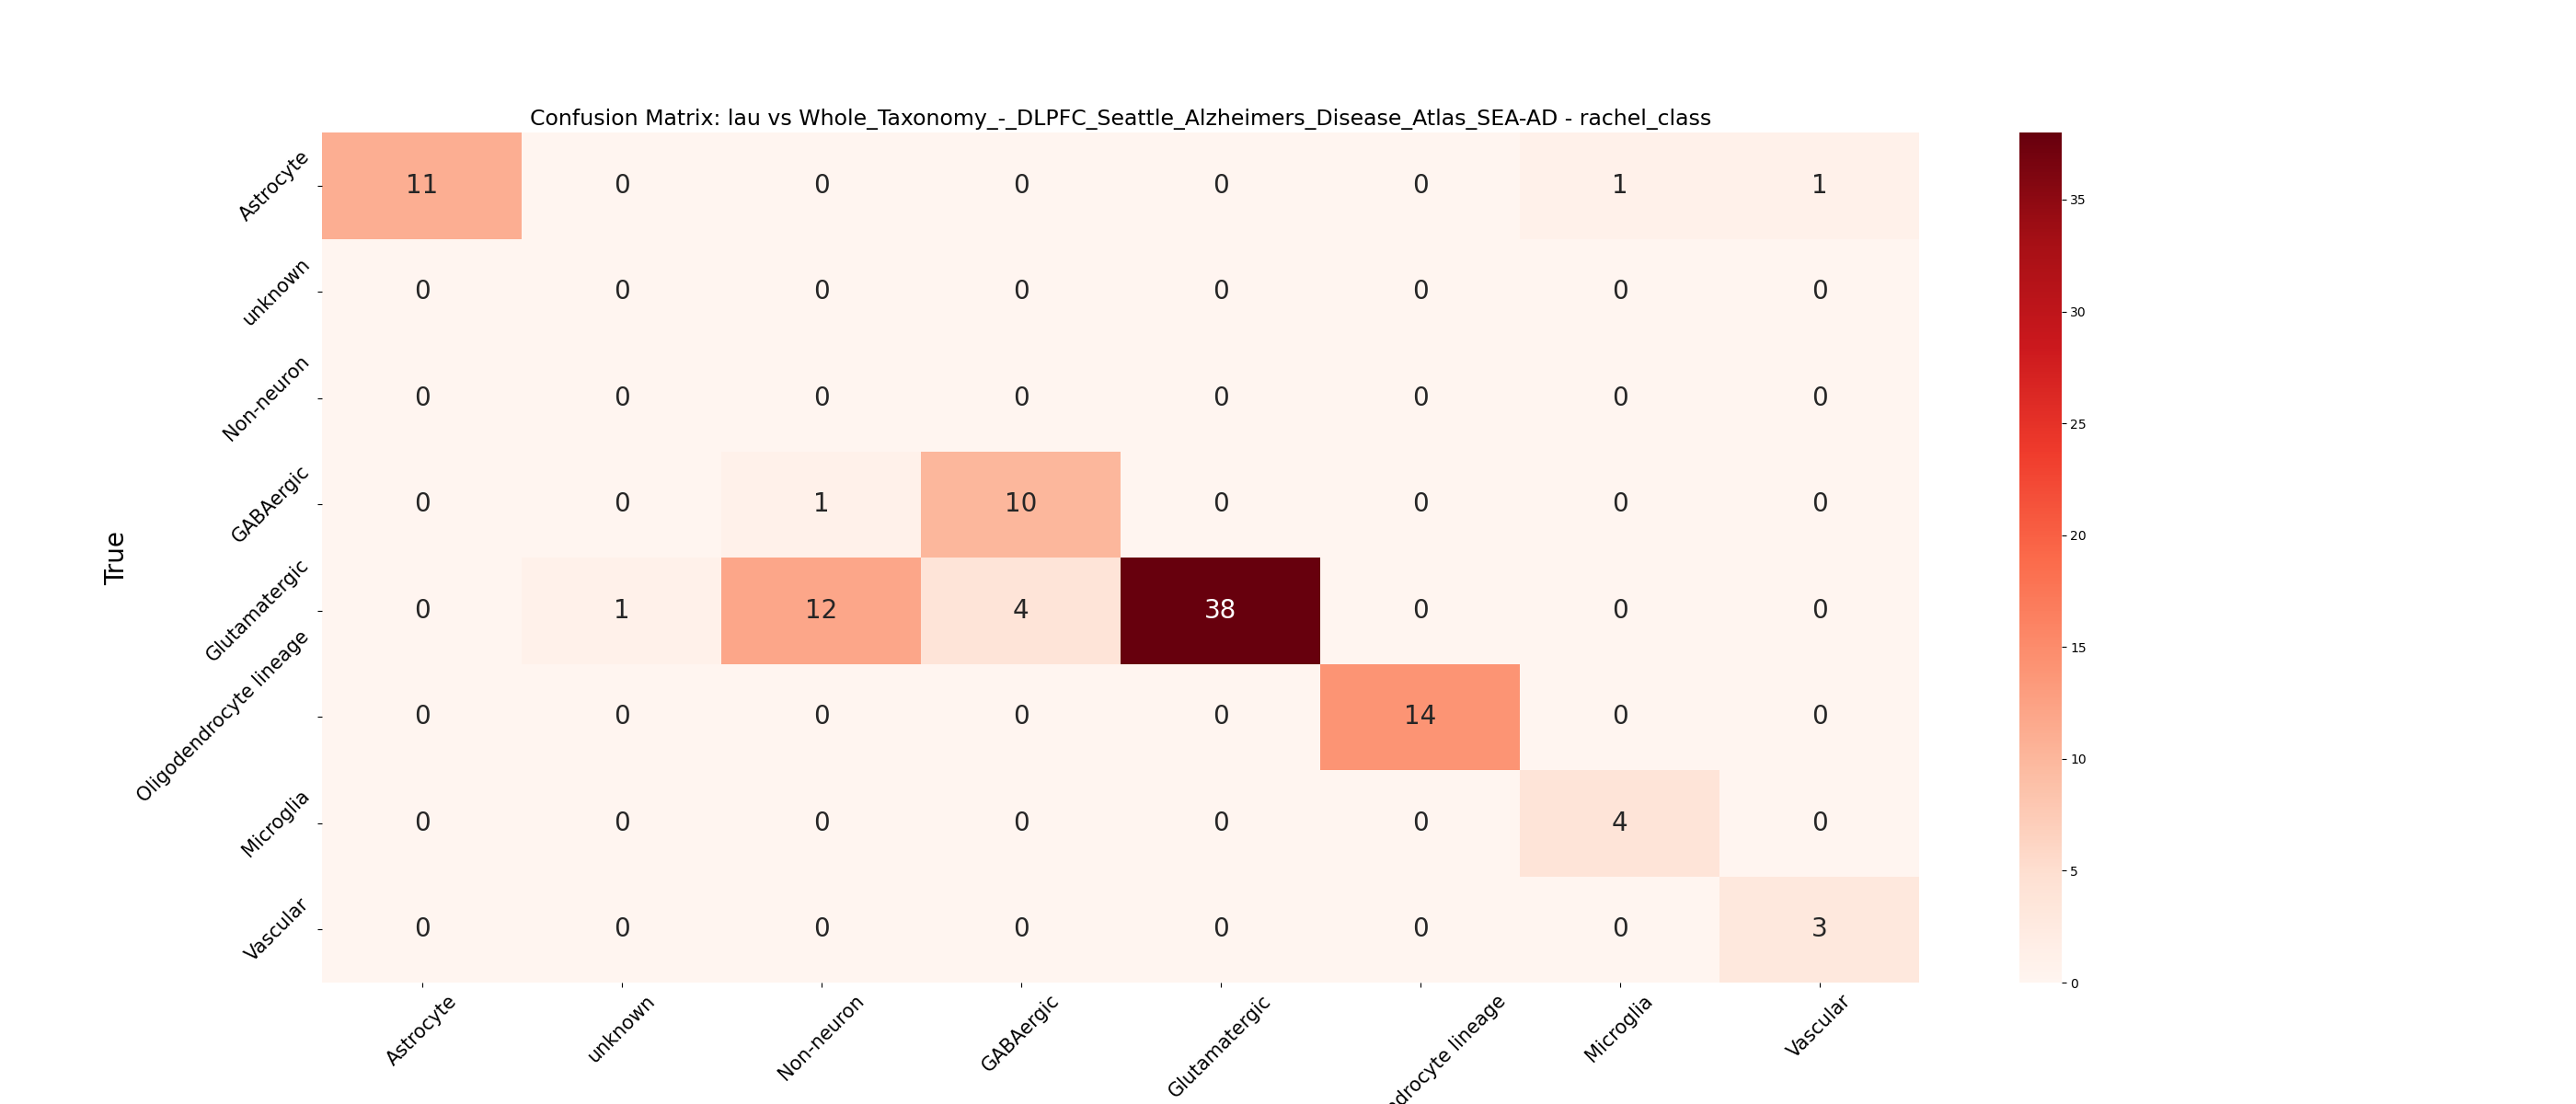 Confusion Matrix: lau vs Whole_Taxonomy_-_DLPFC_Seattle_Alzheimers_Disease_Atlas_SEA-AD - rachel_class
True
Astrocyte 11 0 0 0 0 0 1 1
unknown 0 0 0 0 0 0 0 0
Non-neuron 0 0 0 0 0 0 0 0
GABAergic 0 0 1 10 0 0 0 0
Glutamatergic 0 1 12 4 38 0 0 0
Oligodendrocyte lineage 0 0 0 0 0 14 0 0
Microglia 0 0 0 0 0 0 4 0
Vascular 0 0 0 0 0 0 0 3
Astrocyte unknown Non-neuron GABAergic Glutamatergic lineage Microglia Vascular
35
30
25
20
15
10
5
0